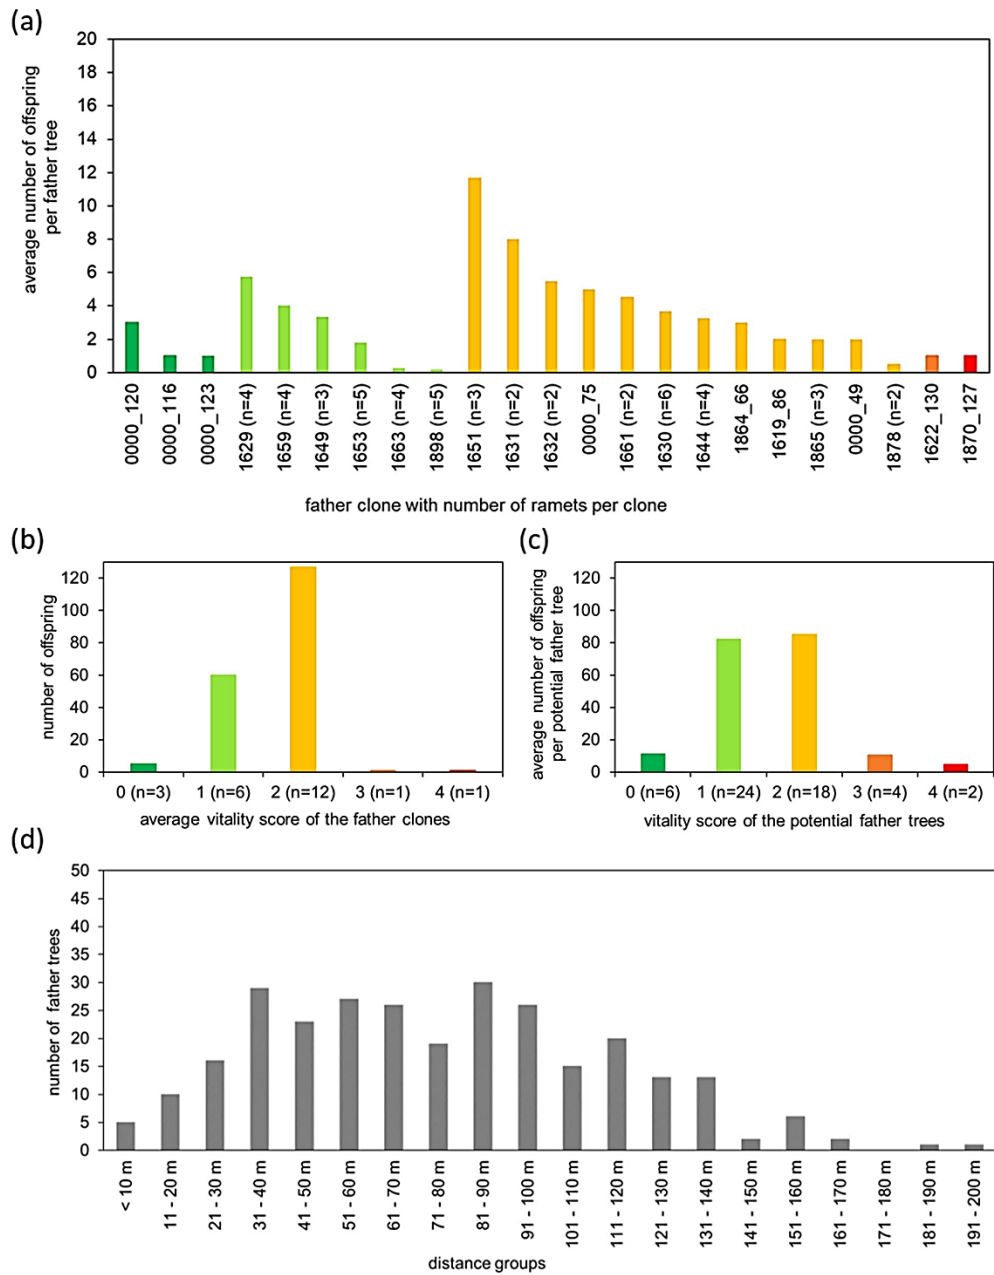 (a)
average number of offspring
per father tree
20
18
16
14
12
10
8
6
4
2
0
0000_120
0000_116
0000_123
1629 (n=4)
1659 (n=4)
1649 (n=3)
1653 (n=5)
1663 (n=4)
1898 (n=5)
1651 (n=3)
1631 (n=2)
1632 (n=2)
0000_75
1661 (n=2)
1630 (n=6)
1644 (n=4)
1864_66
1619_86
1865 (n=3)
0000_49
1878 (n=2)
1622_130
1870_127
father clone with number of ramets per clone
(b)
number of offspring
120
100
80
60
40
20
0
0 (n=3)
1 (n=6)
2 (n=12)
3 (n=1)
4 (n=1)
average vitality score of the father clones
(c)
average number of offspring
per potential father tree
120
100
80
60
40
20
0
0 (n=6)
1 (n=24)
2 (n=18)
3 (n=4)
4 (n=2)
vitality score of the potential father trees
(d)
number of father trees
50
45
40
35
30
25
20
15
10
5
0
< 10 m
11 - 20 m
21 - 30 m
31 - 40 m
41 - 50 m
51 - 60 m
61 - 70 m
71 - 80 m
81 - 90 m
91 - 100 m
101 - 110 m
111 - 120 m
121 - 130 m
131 - 140 m
141 - 150 m
151 - 160 m
161 - 170 m
171 - 180 m
181 - 190 m
191 - 200 m
distance groups